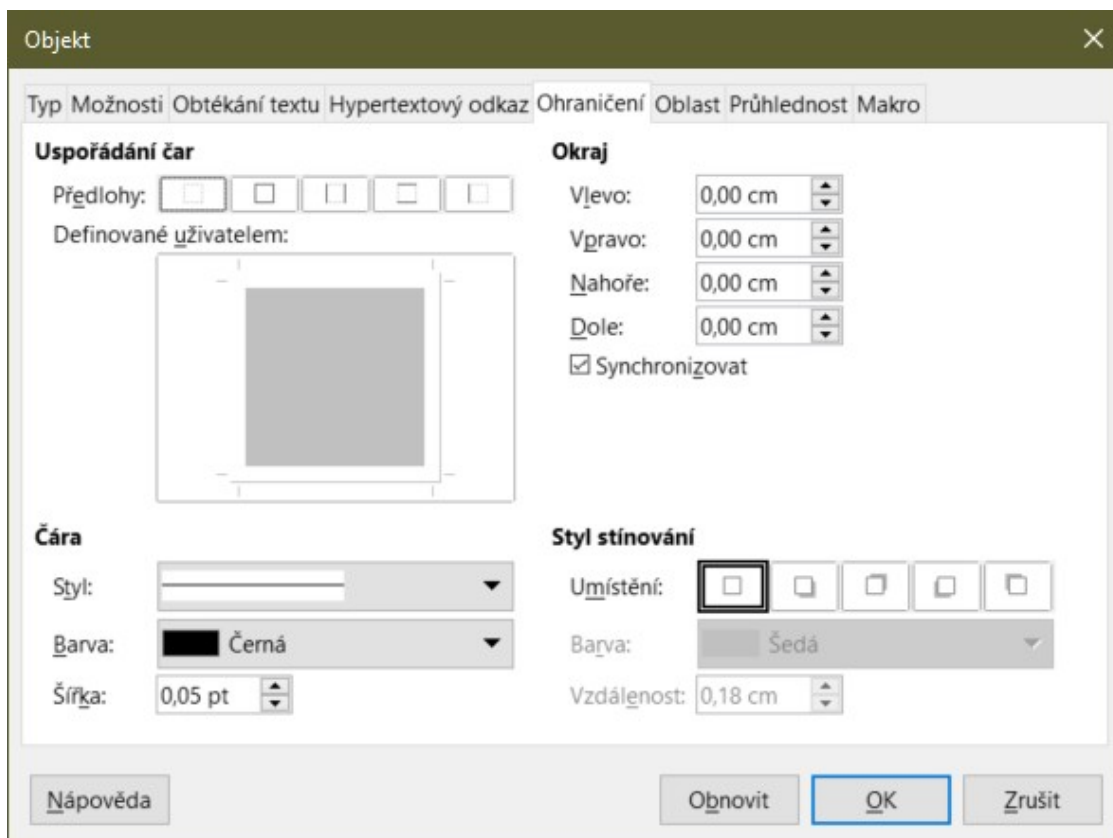 Objekt
Typ Možnosti Obtékání textu Hypertextový odkaz Ohraničení Oblast Průhlednost Makro
Uspořádání čar
Předlohy:
Definované uživatelem:
Okraj
Vlevo: 0,00 cm
Vpravo: 0,00 cm
Nahoře: 0,00 cm
Dole: 0,00 cm
Synchronizovat
Čára
Styl:
Barva: Černá
Šířka: 0,05 pt
Styl stínování
Umístění:
Barva: Šedá
Vzdálenost: 0,18 cm
Nápověda Obnovit OK Zrušit